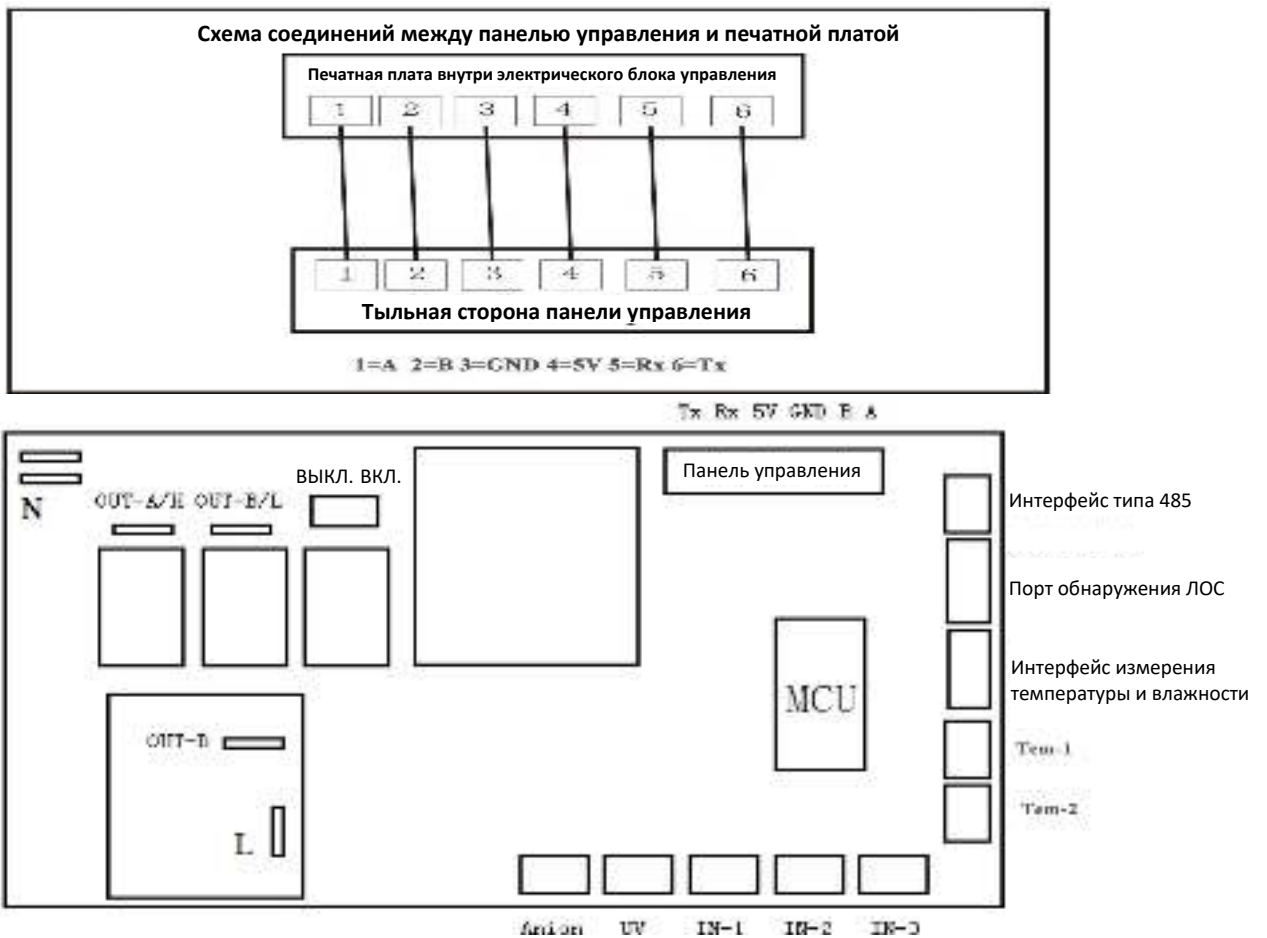 Схема соединений между панелью управления и печатной платой
Печатная плата внутри электрического блока управления
1 2 3 4 5 6
1 2 3 4 5 6
Тыльная сторона панели управления
1=A 2=B 3=GND 4=5V 5=Rx 6=Tx
Tx Rx 5V GND B A
Панель управления
N
OUT-A/H OUT-B/L
ВЫКЛ. ВКЛ.
Интерфейс типа 485
Порт обнаружения ЛОС
Интерфейс измерения
температуры и влажности
MCU
OUT-B
L
Tem-1
Tem-2
Anion UV IN-1 IN-2 IN-3